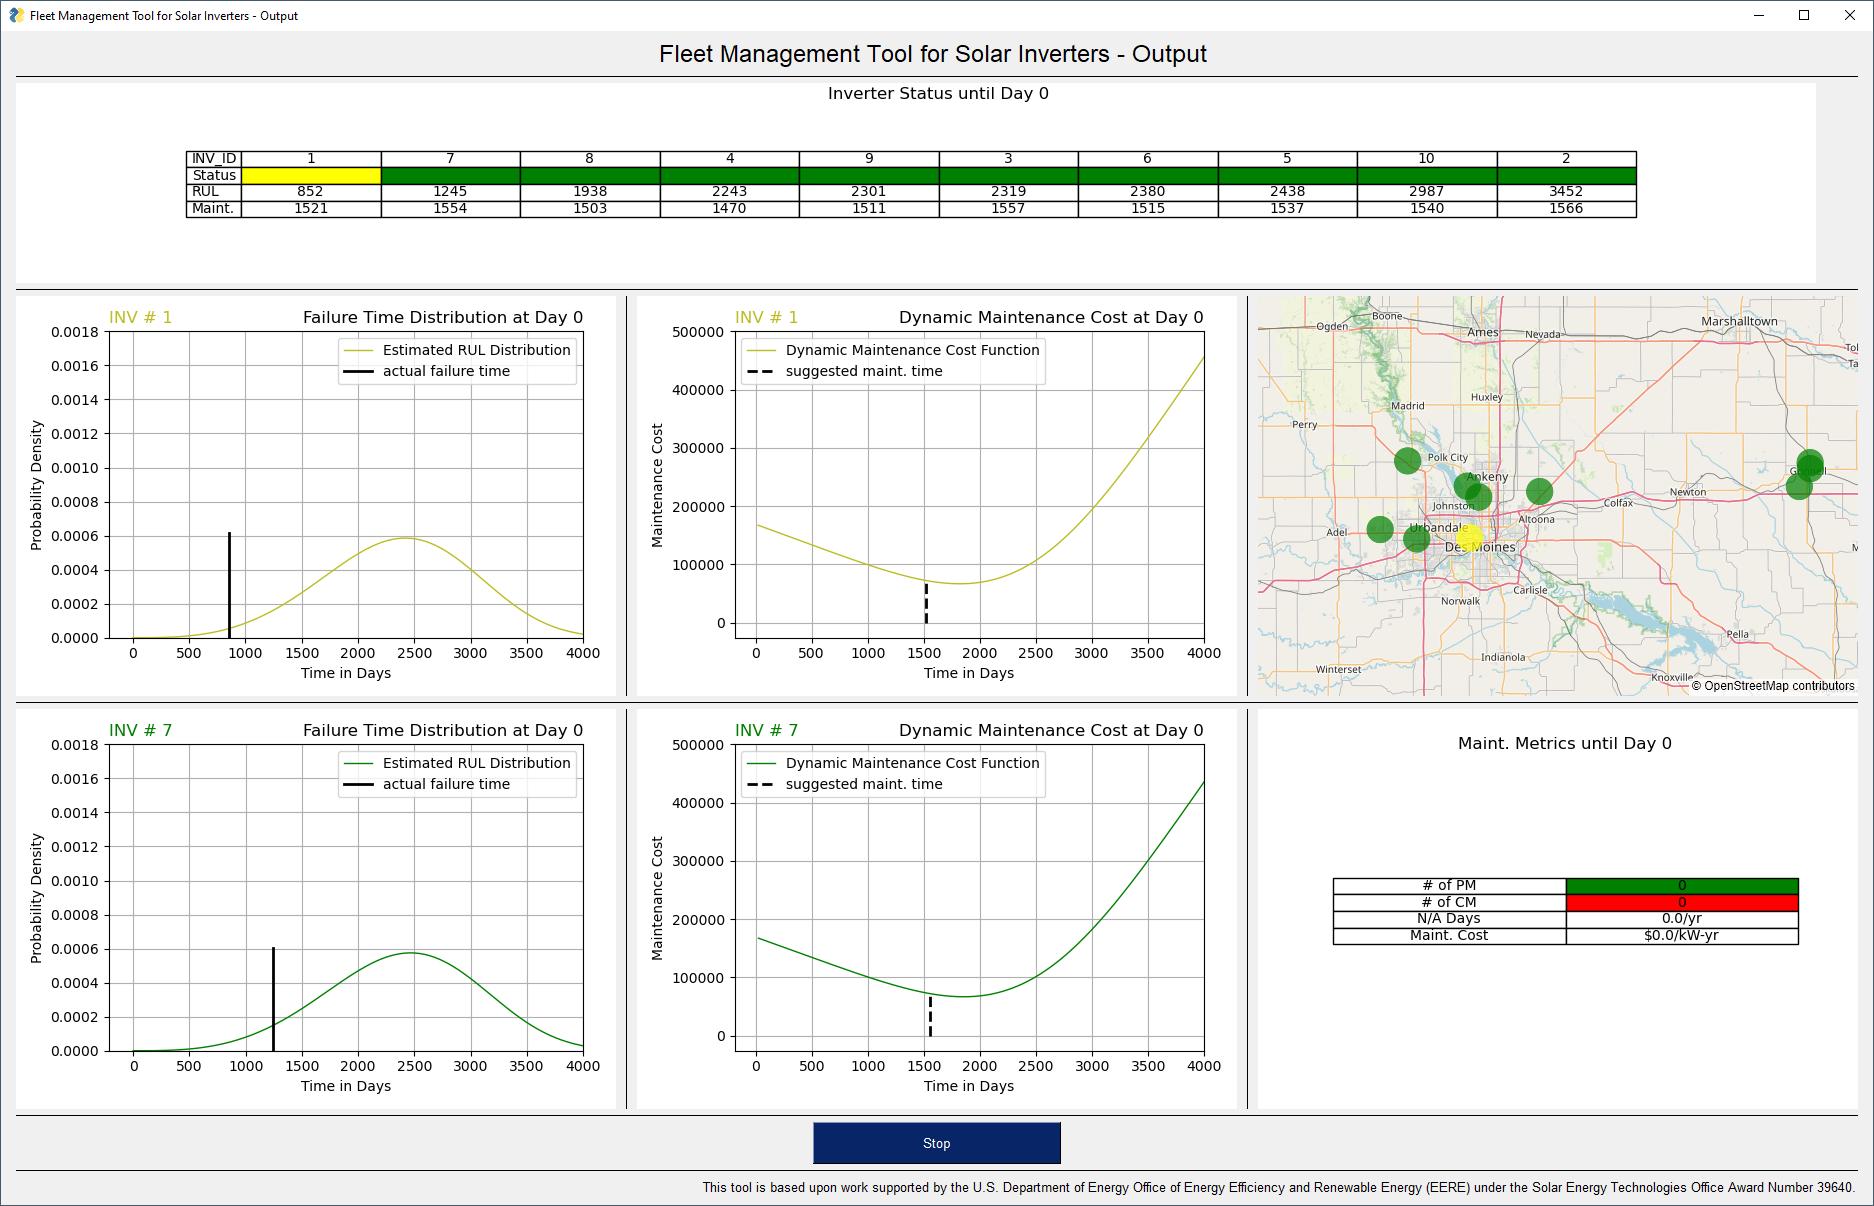 Fleet Management Tool for Solar Inverters - Output
Fleet Management Tool for Solar Inverters - Output
Inverter Status until Day 0
INV_ID 1 7 8 4 9 3 6 5 10 2
Status
RUL 852 1245 1938 2243 2301 2319 2380 2438 2987 3452
Maint. 1521 1554 1503 1470 1511 1557 1515 1537 1540 1566
INV # 1 Failure Time Distribution at Day 0
Estimated RUL Distribution
actual failure time
0.0018
0.0016
0.0014
0.0012
0.0010
0.0008
0.0006
0.0004
0.0002
0.0000
Probability Density
0 500 1000 1500 2000 2500 3000 3500 4000
Time in Days
INV # 1 Dynamic Maintenance Cost at Day 0
Dynamic Maintenance Cost Function
suggested maint. time
500000
400000
300000
200000
100000
0
Maintenance Cost
0 500 1000 1500 2000 2500 3000 3500 4000
Time in Days
Marshalltown
Boone
Ogden
Ames
Nevada
Tol
Ta
Huxley
Madrid
Perry
Polk City
Ankeny
Newton
Colfax
Johnston
Altoona
Urbandale
Adel
Des Moines
Carlisle
Norwalk
Pella
Indianola
Winterset
Knoxville
© OpenStreetMap contributors
INV # 7 Failure Time Distribution at Day 0
Estimated RUL Distribution
actual failure time
0.0018
0.0016
0.0014
0.0012
0.0010
0.0008
0.0006
0.0004
0.0002
0.0000
Probability Density
0 500 1000 1500 2000 2500 3000 3500 4000
Time in Days
INV # 7 Dynamic Maintenance Cost at Day 0
Dynamic Maintenance Cost Function
suggested maint. time
500000
400000
300000
200000
100000
0
Maintenance Cost
0 500 1000 1500 2000 2500 3000 3500 4000
Time in Days
Maint. Metrics until Day 0
# of PM 0
# of CM 0
N/A Days 0.0/yr
Maint. Cost $0.0/kW-yr
Stop
This tool is based upon work supported by the U.S. Department of Energy Office of Energy Efficiency and Renewable Energy (EERE) under the Solar Energy Technologies Office Award Number 39640.